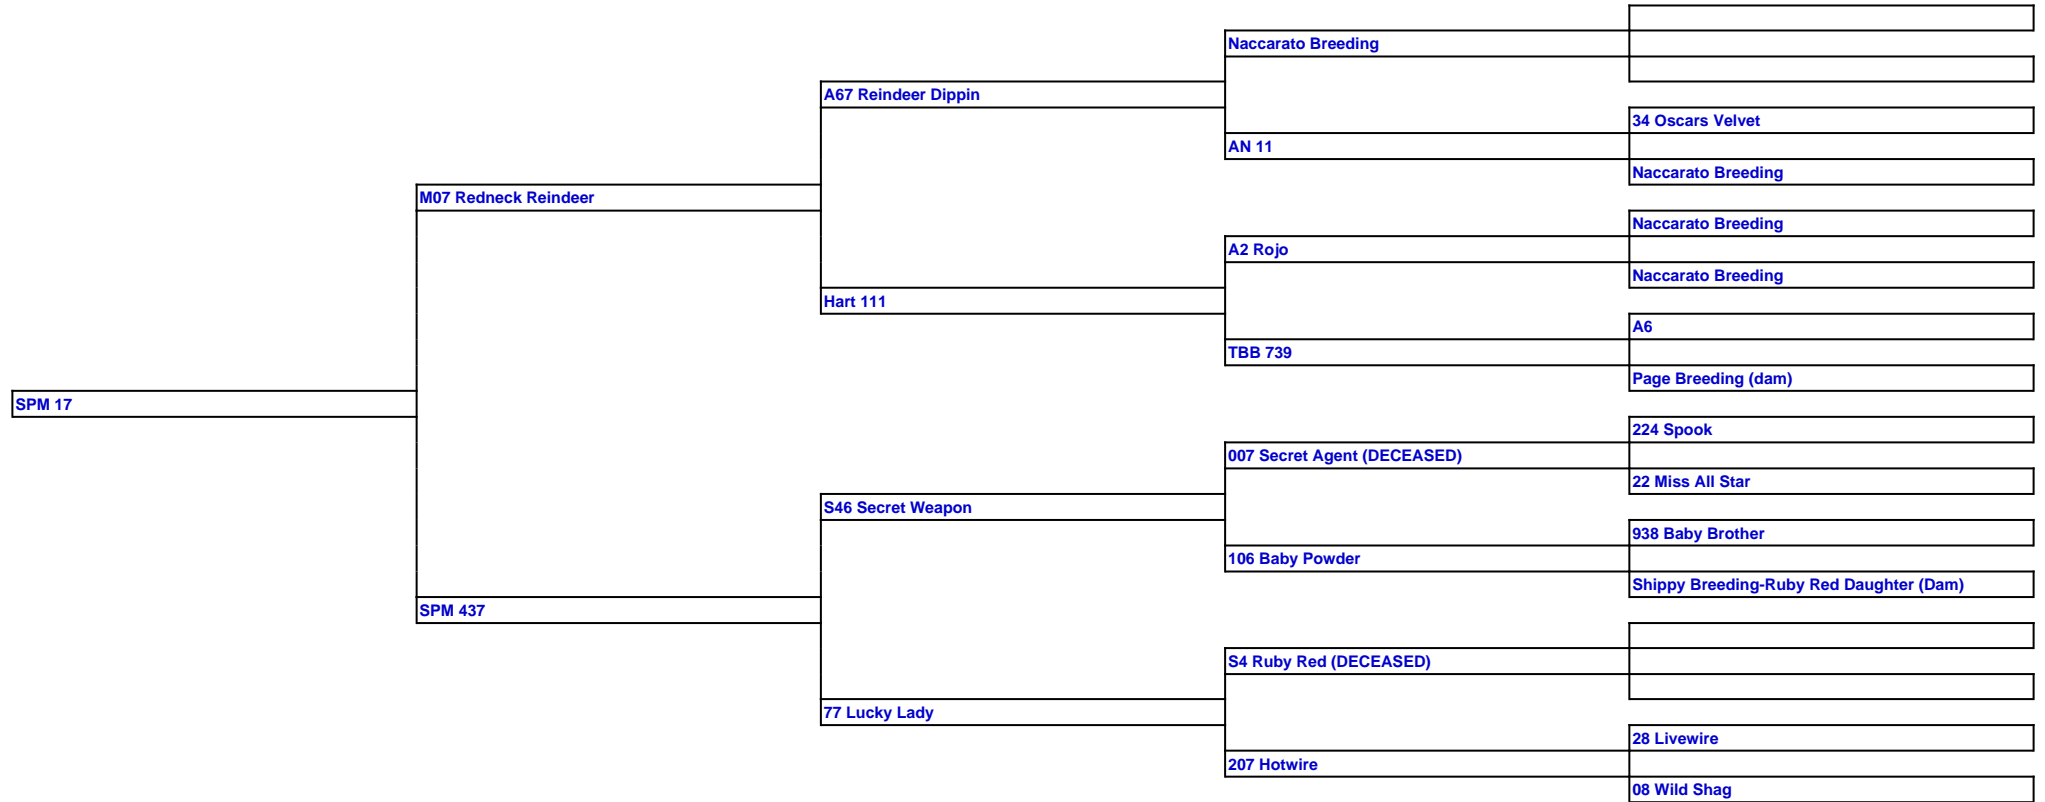 Naccarato Breeding
A67 Reindeer Dippin
34 Oscars Velvet
AN 11
Naccarato Breeding
M07 Redneck Reindeer
Naccarato Breeding
A2 Rojo
Naccarato Breeding
Hart 111
A6
TBB 739
Page Breeding (dam)
SPM 17
224 Spook
007 Secret Agent (DECEASED)
22 Miss All Star
S46 Secret Weapon
938 Baby Brother
106 Baby Powder
Shippy Breeding-Ruby Red Daughter (Dam)
SPM 437
S4 Ruby Red (DECEASED)
77 Lucky Lady
28 Livewire
207 Hotwire
08 Wild Shag